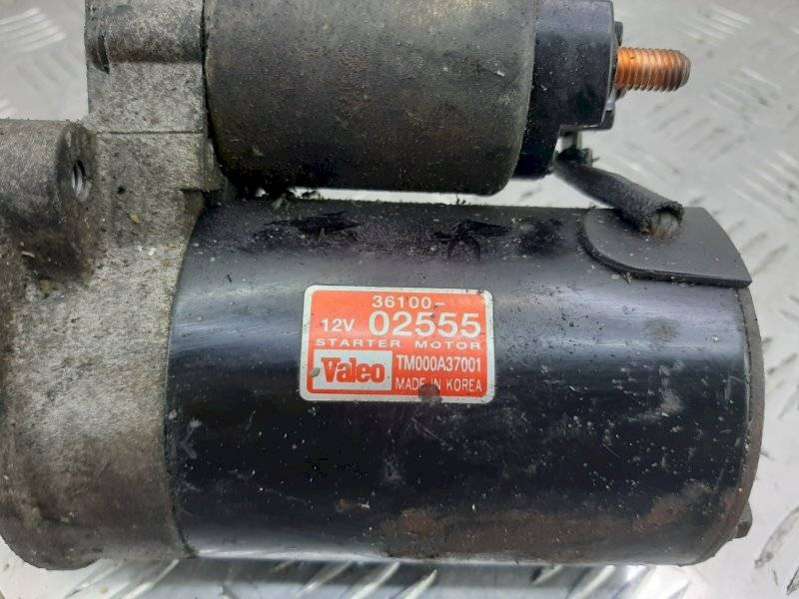 36100-
12V 02555
STARTER MOTOR
Valeo TM000A37001
MADE IN KOREA